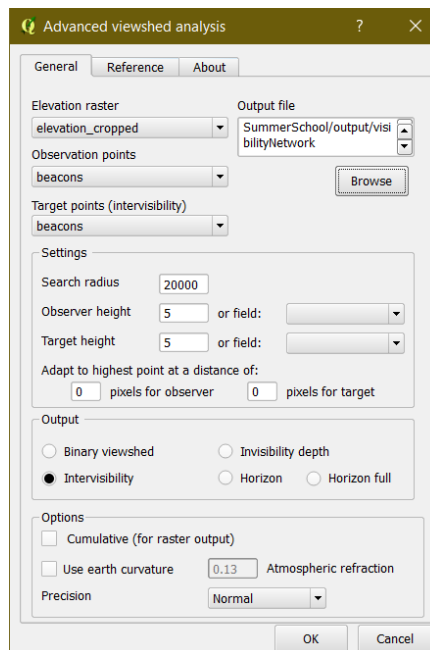 Advanced viewshed analysis ? ×
General Reference About
Elevation raster Output file
elevation_cropped SummerSchool/output/visi
bilityNetwork
Observation points
beacons Browse
Target points (intervisibility)
beacons
Settings
Search radius 20000
Observer height 5 or field:
Target height 5 or field:
Adapt to highest point at a distance of:
0 pixels for observer 0 pixels for target
Output
Binary viewshed Invisibility depth
Intervisibility Horizon Horizon full
Options
Cumulative (for raster output)
Use earth curvature 0.13 Atmospheric refraction
Precision Normal
OK Cancel